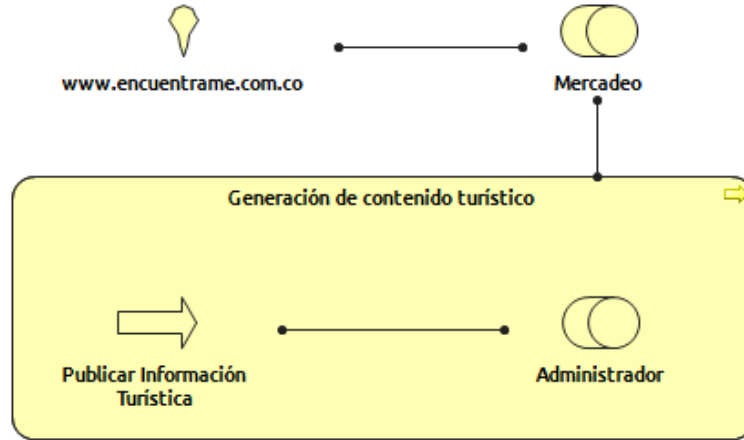 www.encuentrame.com.co
Mercadeo
Generación de contenido turístico
Publicar Información
Turística
Administrador